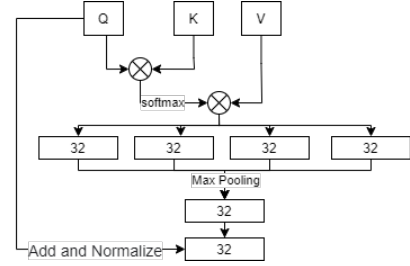 Q K V
softmax
32 32 32 32
Max Pooling
32
Add and Normalize 32